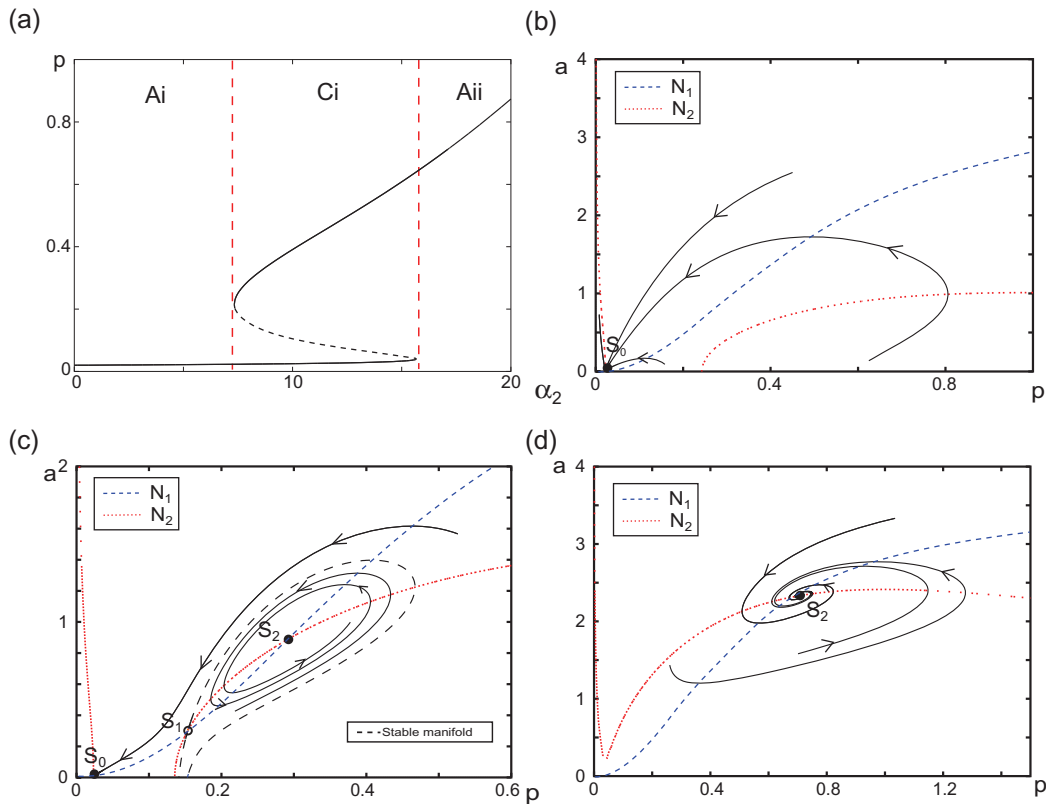 (a)
p
Ai
Ci
Aii
0.8
0.4
0
0
10
20
α₂
(b)
a
4
3
2
1
0
N₁
N₂
S₀
0
0.4
0.8
p
(c)
a
2
1
0
N₁
N₂
S₂
S₁
S₀
Stable manifold
0
0.2
0.4
0.6
p
(d)
a
4
3
2
1
0
N₁
N₂
S₂
0
0.4
0.8
1.2
p